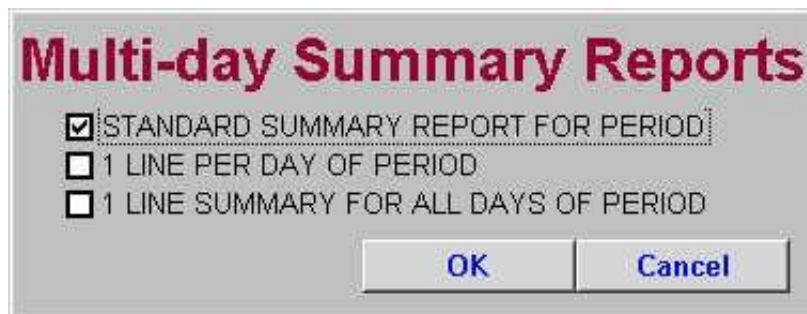 Multi-day Summary Reports
STANDARD SUMMARY REPORT FOR PERIOD
1 LINE PER DAY OF PERIOD
1 LINE SUMMARY FOR ALL DAYS OF PERIOD
OK Cancel